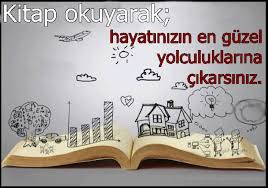 Kitap okuyarak;
hayatınızın en güzel
yolculuklarına
çıkarsınız.